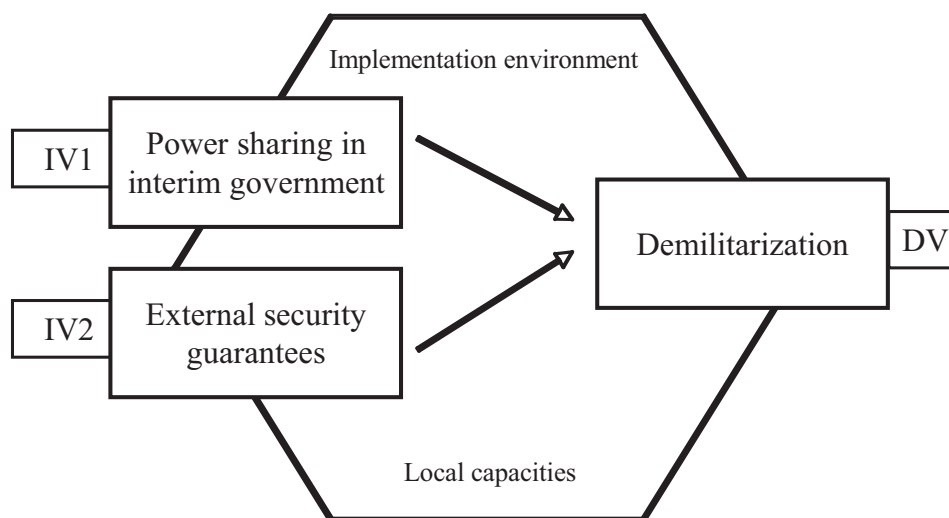 Implementation environment
IV1
Power sharing in
interim government
Demilitarization
DV
IV2
External security
guarantees
Local capacities